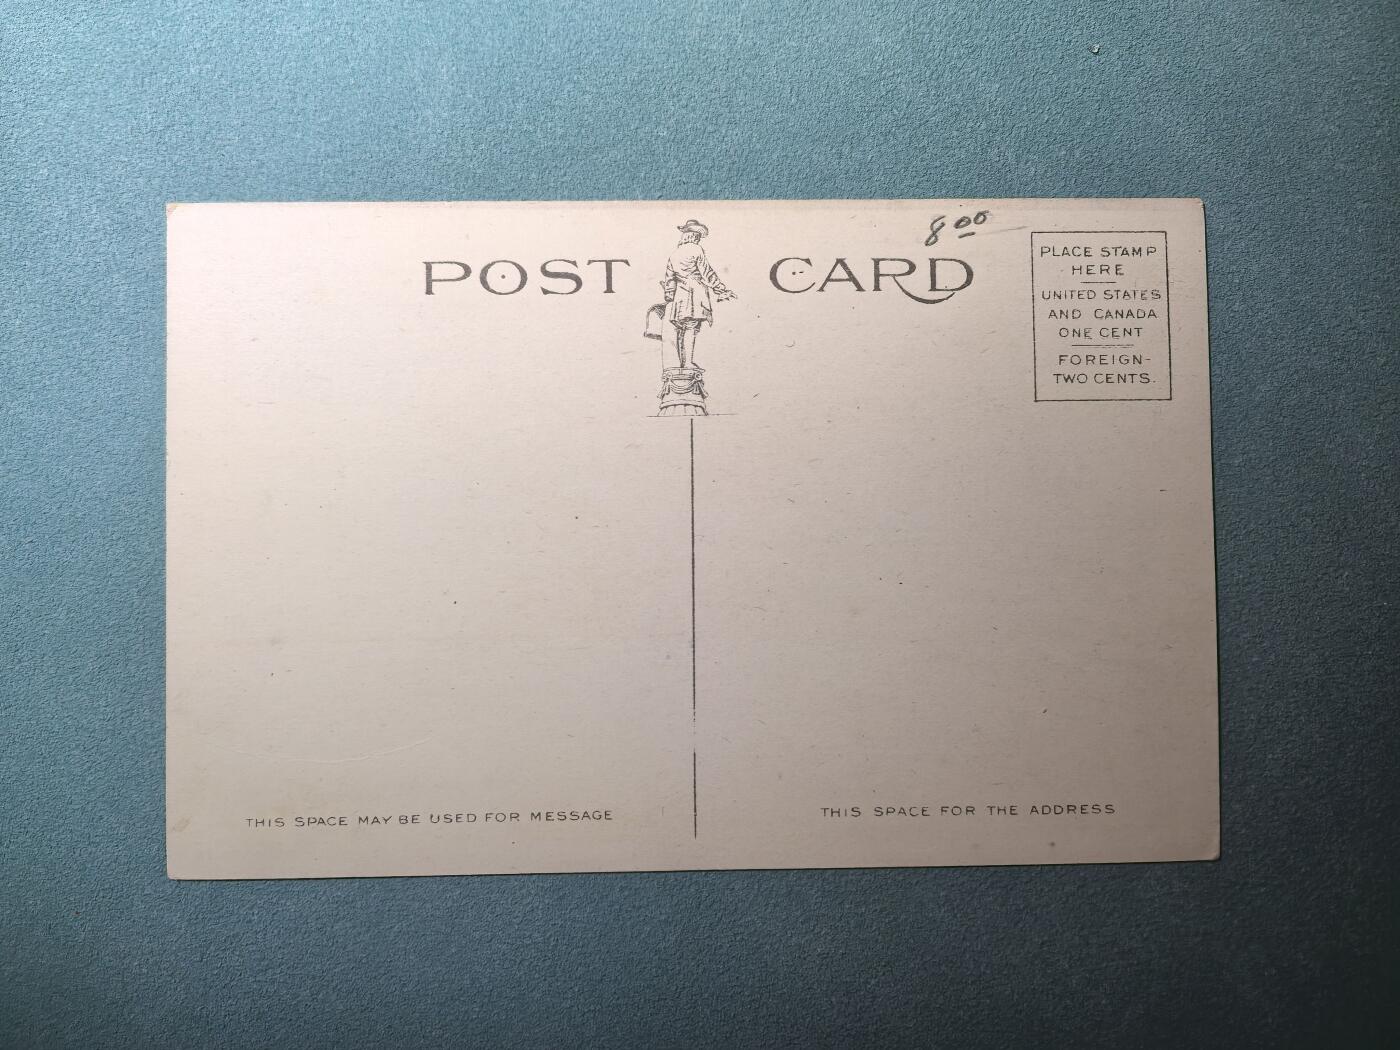 POST CARD
8 00
PLACE STAMP
HERE
UNITED STATES
AND CANADA
ONE CENT
FOREIGN-
TWO CENTS.
THIS SPACE MAY BE USED FOR MESSAGE
THIS SPACE FOR THE ADDRESS